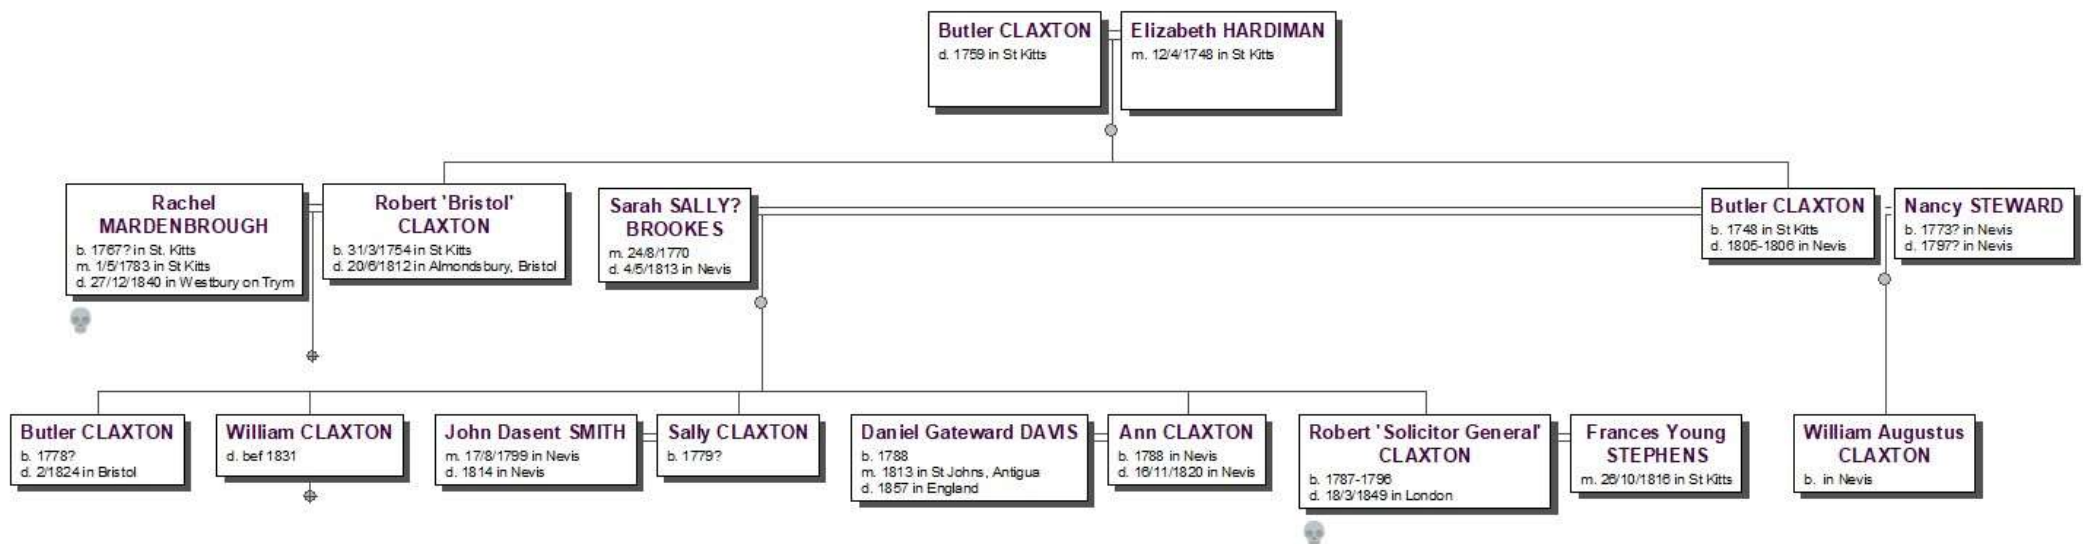 Butler CLAXTON
d. 1759 in St Kitts
Elizabeth HARDIMAN
m. 12/4/1748 in St Kitts
Rachel
MARDENBROUGH
b. 1767? in St. Kitts
m. 1/5/1783 in St Kitts
d. 27/12/1840 in Westbury on Trym
Robert 'Bristol'
CLAXTON
b. 31/3/1754 in St Kitts
d. 20/6/1812 in Almondsbury, Bristol
Sarah SALLY?
BROOKES
m. 24/8/1770
d. 4/5/1813 in Nevis
Butler CLAXTON
b. 1748 in St Kitts
d. 1805-1806 in Nevis
Nancy STEWARD
b. 1773? in Nevis
d. 1797? in Nevis
Butler CLAXTON
b. 1778?
d. 2/1824 in Bristol
William CLAXTON
d. bef 1831
John Dasent SMITH
m. 17/8/1799 in Nevis
d. 1814 in Nevis
Sally CLAXTON
b. 1779?
Daniel Gateward DAVIS
b. 1788
m. 1813 in St Johns, Antigua
d. 1857 in England
Ann CLAXTON
b. 1788 in Nevis
d. 16/11/1820 in Nevis
Robert 'Solicitor General'
CLAXTON
b. 1787-1796
d. 18/3/1849 in London
Frances Young
STEPHENS
m. 26/10/1816 in St Kitts
William Augustus
CLAXTON
b. in Nevis